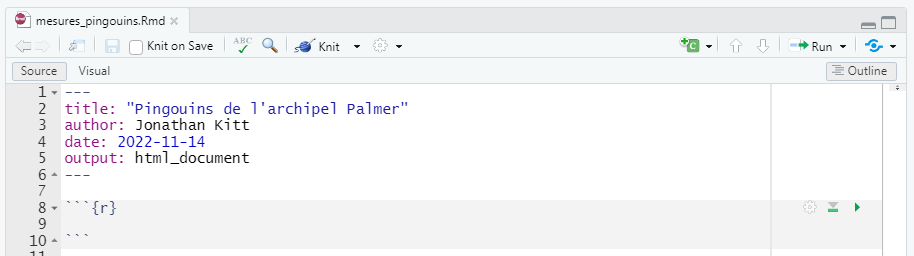 mesures_pingouins.Rmd
Knit on Save ABC Knit C Run
Source Visual Outline
1 ---
2 title: "Pingouins de l'archipel Palmer"
3 author: Jonathan Kitt
4 date: 2022-11-14
5 output: html_document
6 ---
7
8 ```{r}
9
10 ```
11